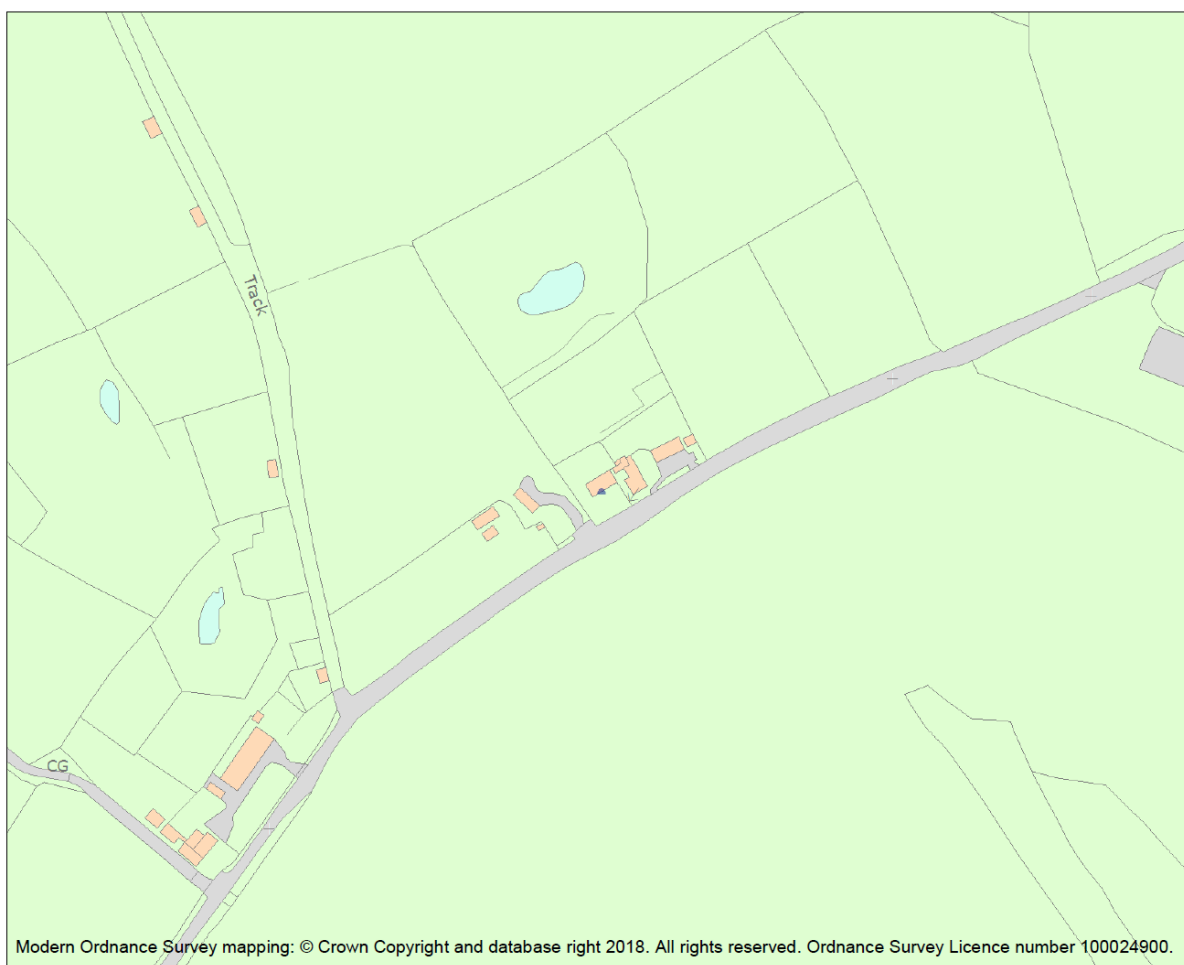 Track
CG
Modern Ordnance Survey mapping: © Crown Copyright and database right 2018. All rights reserved. Ordnance Survey Licence number 100024900.